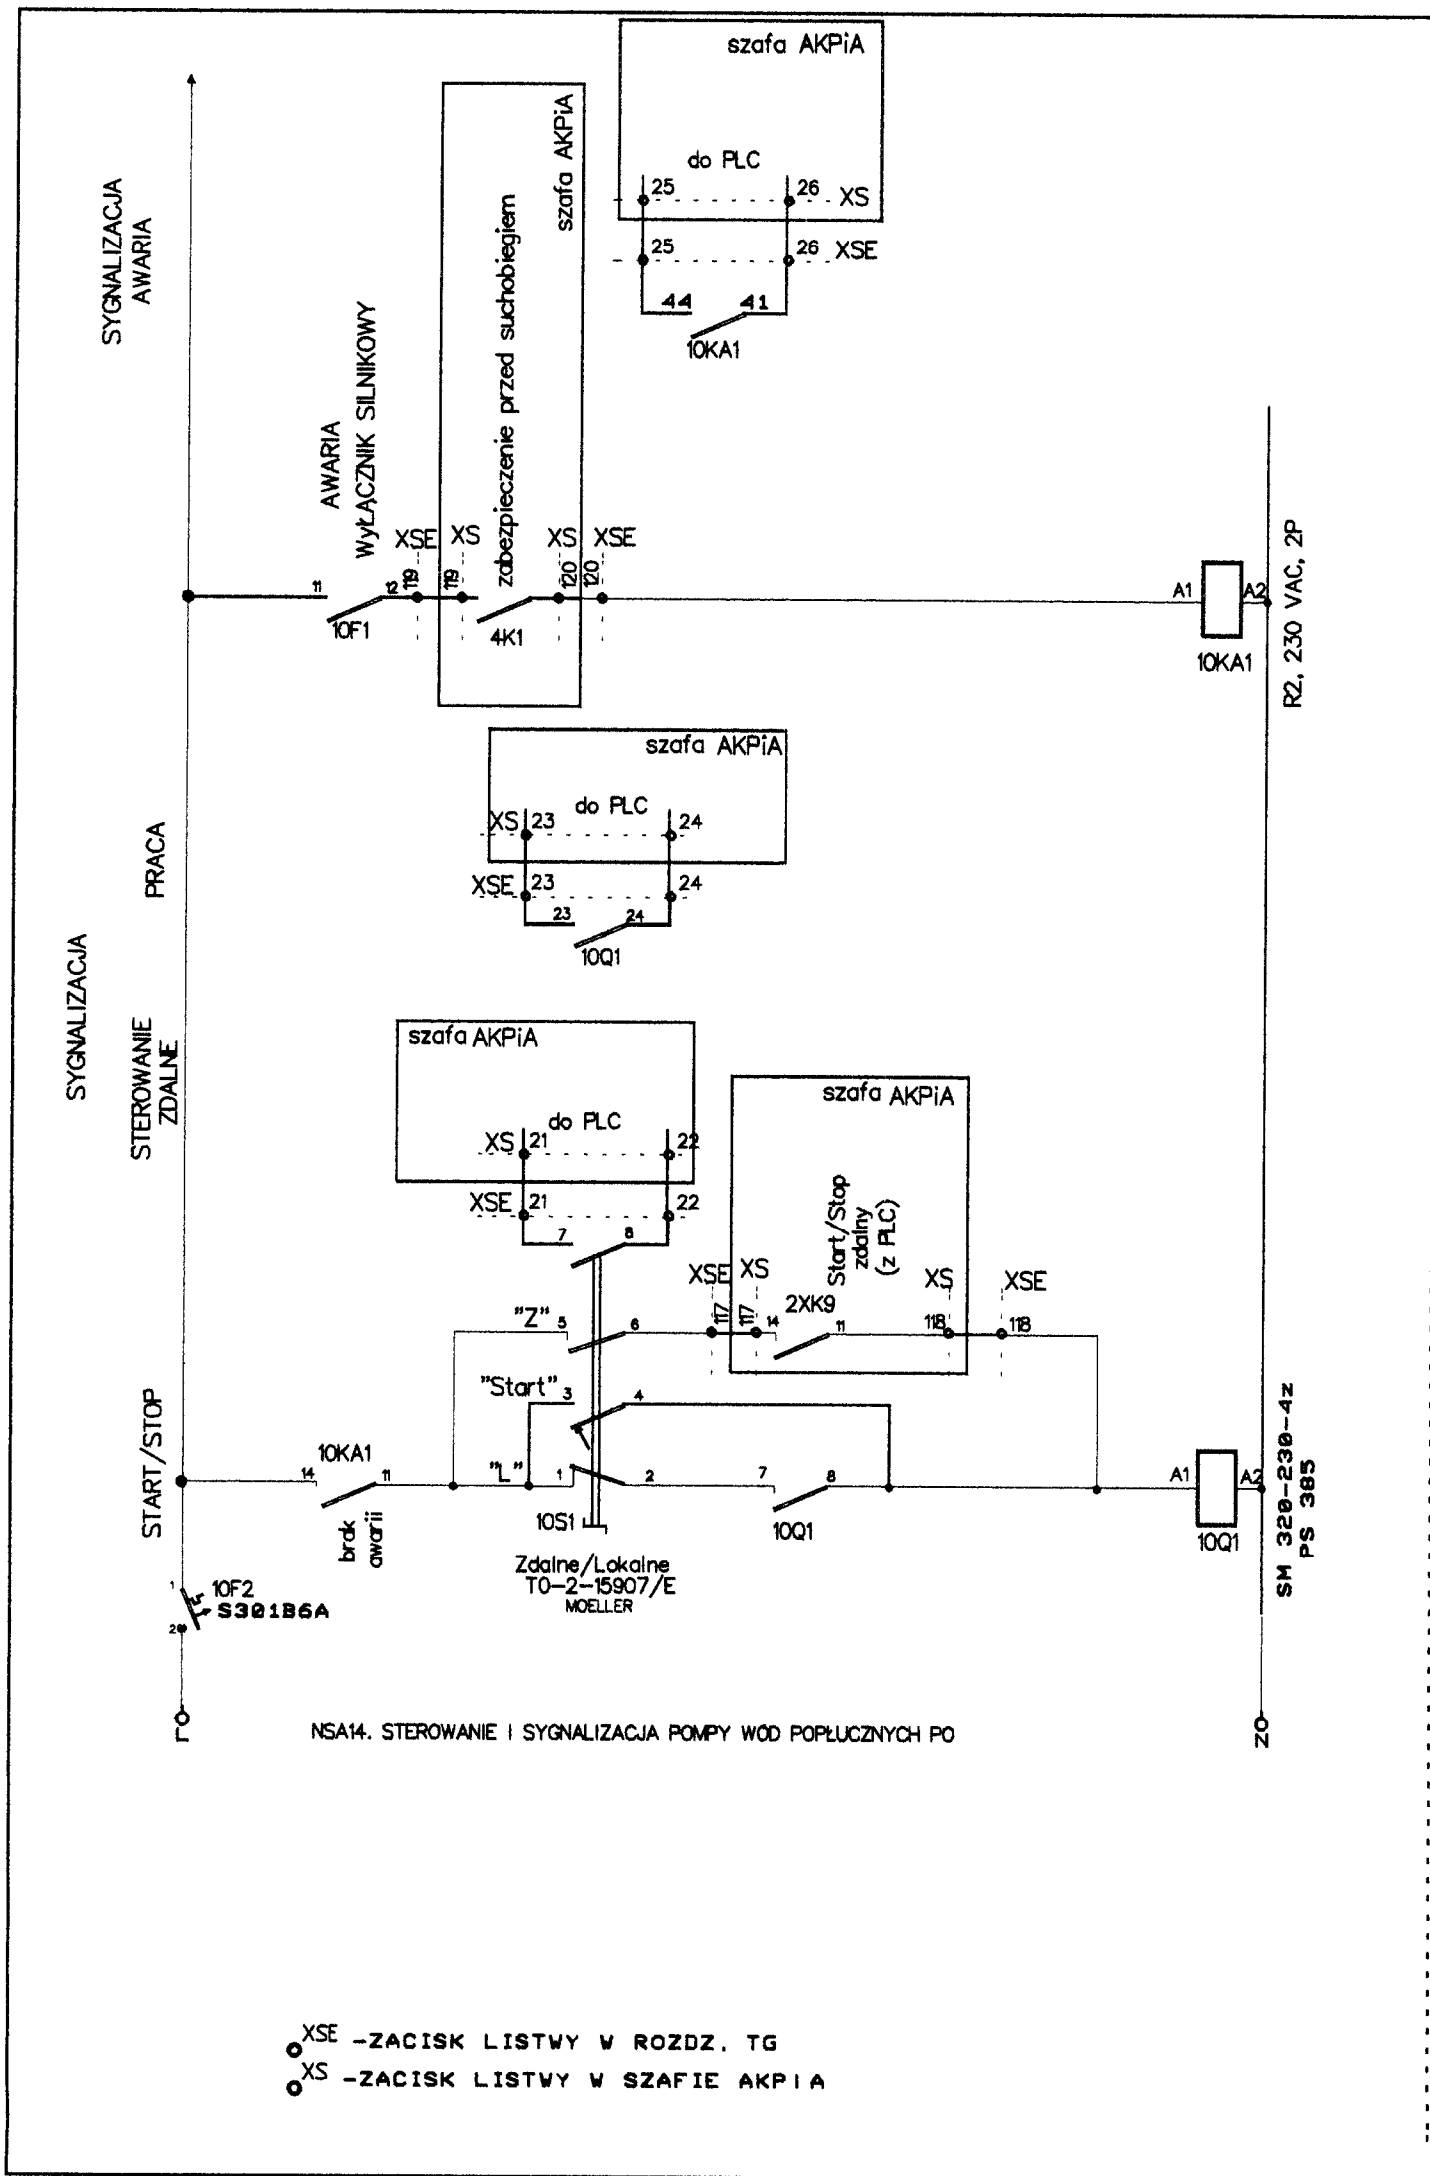 szafa AKPiA
do PLC
25
26
XS
25
26
XSE
44
41
10KA1
SYGNALIZACJA
AWARIA
AWARIA
WyŁĄCZNIK SILNIKOWY
zabezpieczenie przed suchobiegiem
szafa AKPiA
XSE
XS
XS
XSE
11
12
119
119
120
120
10F1
4K1
A1
A2
10KA1
R2, 230 VAC, 2P
szafa AKPiA
do PLC
XS
23
24
XSE
23
24
23
24
10Q1
SYGNALIZACJA
PRACA
STEROWANIE
ZDALNE
szafa AKPiA
do PLC
XS
21
22
XSE
21
22
7
8
szafa AKPiA
Start/Stop
zdalny
(z PLC)
XSE
XS
XS
XSE
"Z"
5
6
117
117
14
2XK9
11
118
118
"Start"
3
4
START/STOP
14
10KA1
11
brak
awarii
"L"
1
2
7
8
10S1
10Q1
A1
A2
10Q1
SM 320-230-4z
PS 385
Zdalne/Lokalne
T0-2-15907/E
MOELLER
1
10F2
S301B6A
2
L
N
NSA14. STEROWANIE I SYGNALIZACJA POMPY WOD POPŁUCZNYCH PO
XSE -ZACISK LISTWY W ROZDZ. TG
XS -ZACISK LISTWY W SZAFIE AKPIA